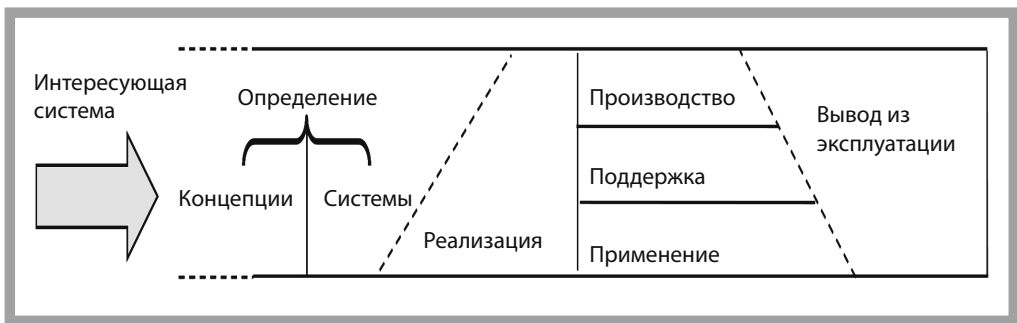 Интересующая
система
Определение
Концепции
Системы
Реализация
Производство
Поддержка
Применение
Вывод из
эксплуатации